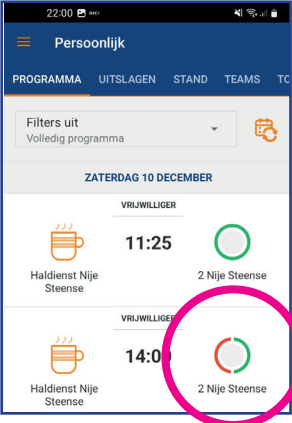 22:00
Persoonlijk
PROGRAMMA UITSLAGEN STAND TEAMS TC
Filters uit
Volledig programma
ZATERDAG 10 DECEMBER
VRIJWILLIGER
11:25
Haldienst Nije Steense
2 Nije Steense
VRIJWILLIGER
14:00
Haldienst Nije Steense
2 Nije Steense